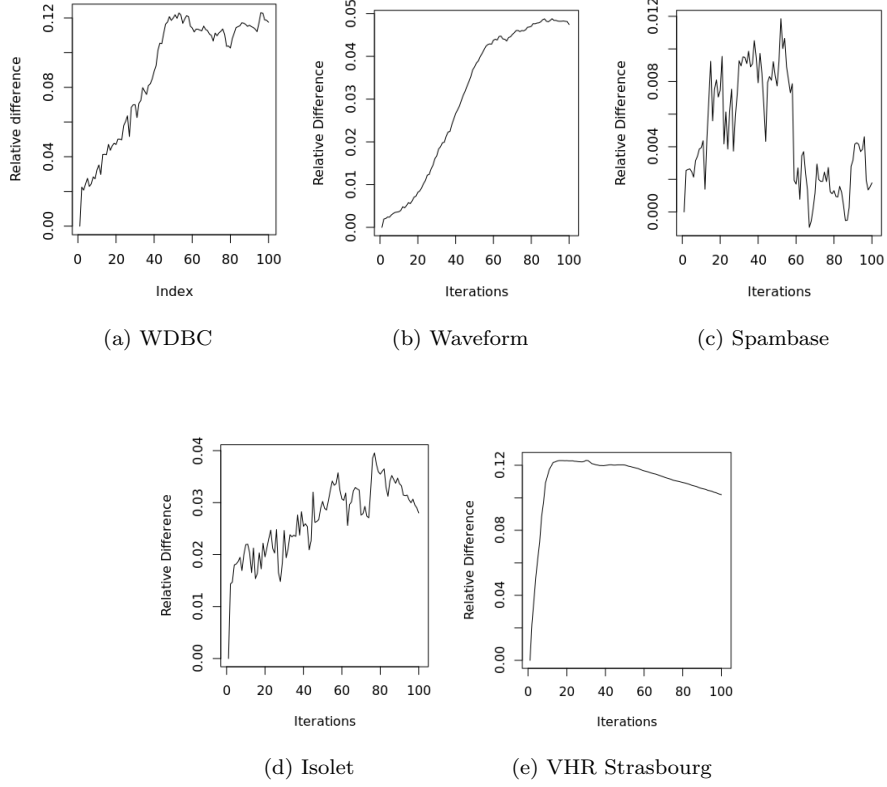 Relative difference
0.00 0.04 0.08 0.12
0 20 40 60 80 100
Index
(a) WDBC
Relative Difference
0.00 0.01 0.02 0.03 0.04 0.05
0 20 40 60 80 100
Iterations
(b) Waveform
Relative Difference
0.000 0.004 0.008 0.012
0 20 40 60 80 100
Iterations
(c) Spambase
Relative Difference
0.00 0.01 0.02 0.03 0.04
0 20 40 60 80 100
Iterations
(d) Isolet
Relative Difference
0.00 0.04 0.08 0.12
0 20 40 60 80 100
Iterations
(e) VHR Strasbourg